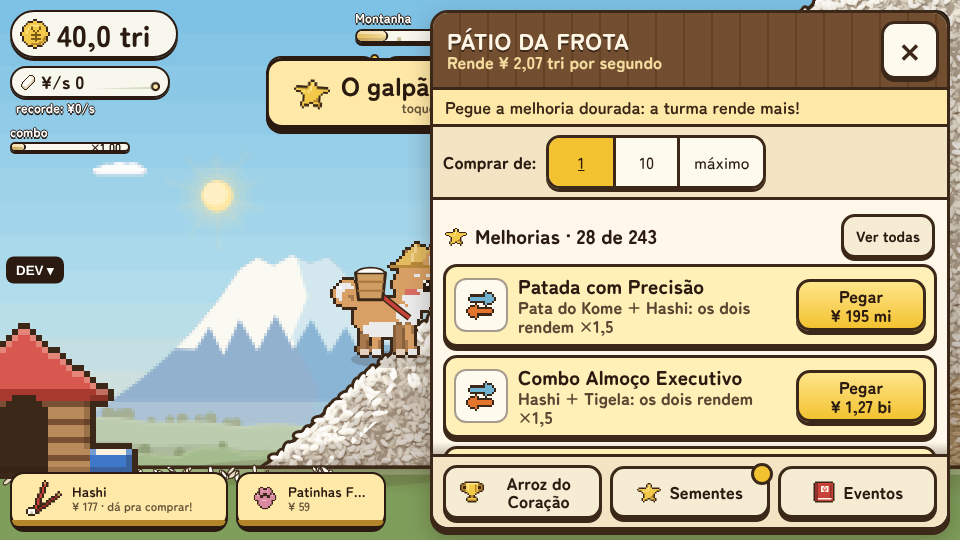 40,0 tri
¥/s 0
recorde: ¥0/s
combo
×1,00
Montanha
O galpã
toque
DEV ▾
Hashi
¥ 177 · dá pra comprar!
Patinhas F...
¥ 59
PÁTIO DA FROTA
Rende ¥ 2,07 tri por segundo
×
Pegue a melhoria dourada: a turma rende mais!
Comprar de:
1
10
máximo
Melhorias · 28 de 243
Ver todas
Patada com Precisão
Pata do Kome + Hashi: os dois
rendem ×1,5
Pegar
¥ 195 mi
Combo Almoço Executivo
Hashi + Tigela: os dois rendem
×1,5
Pegar
¥ 1,27 bi
Arroz do
Coração
Sementes
Eventos